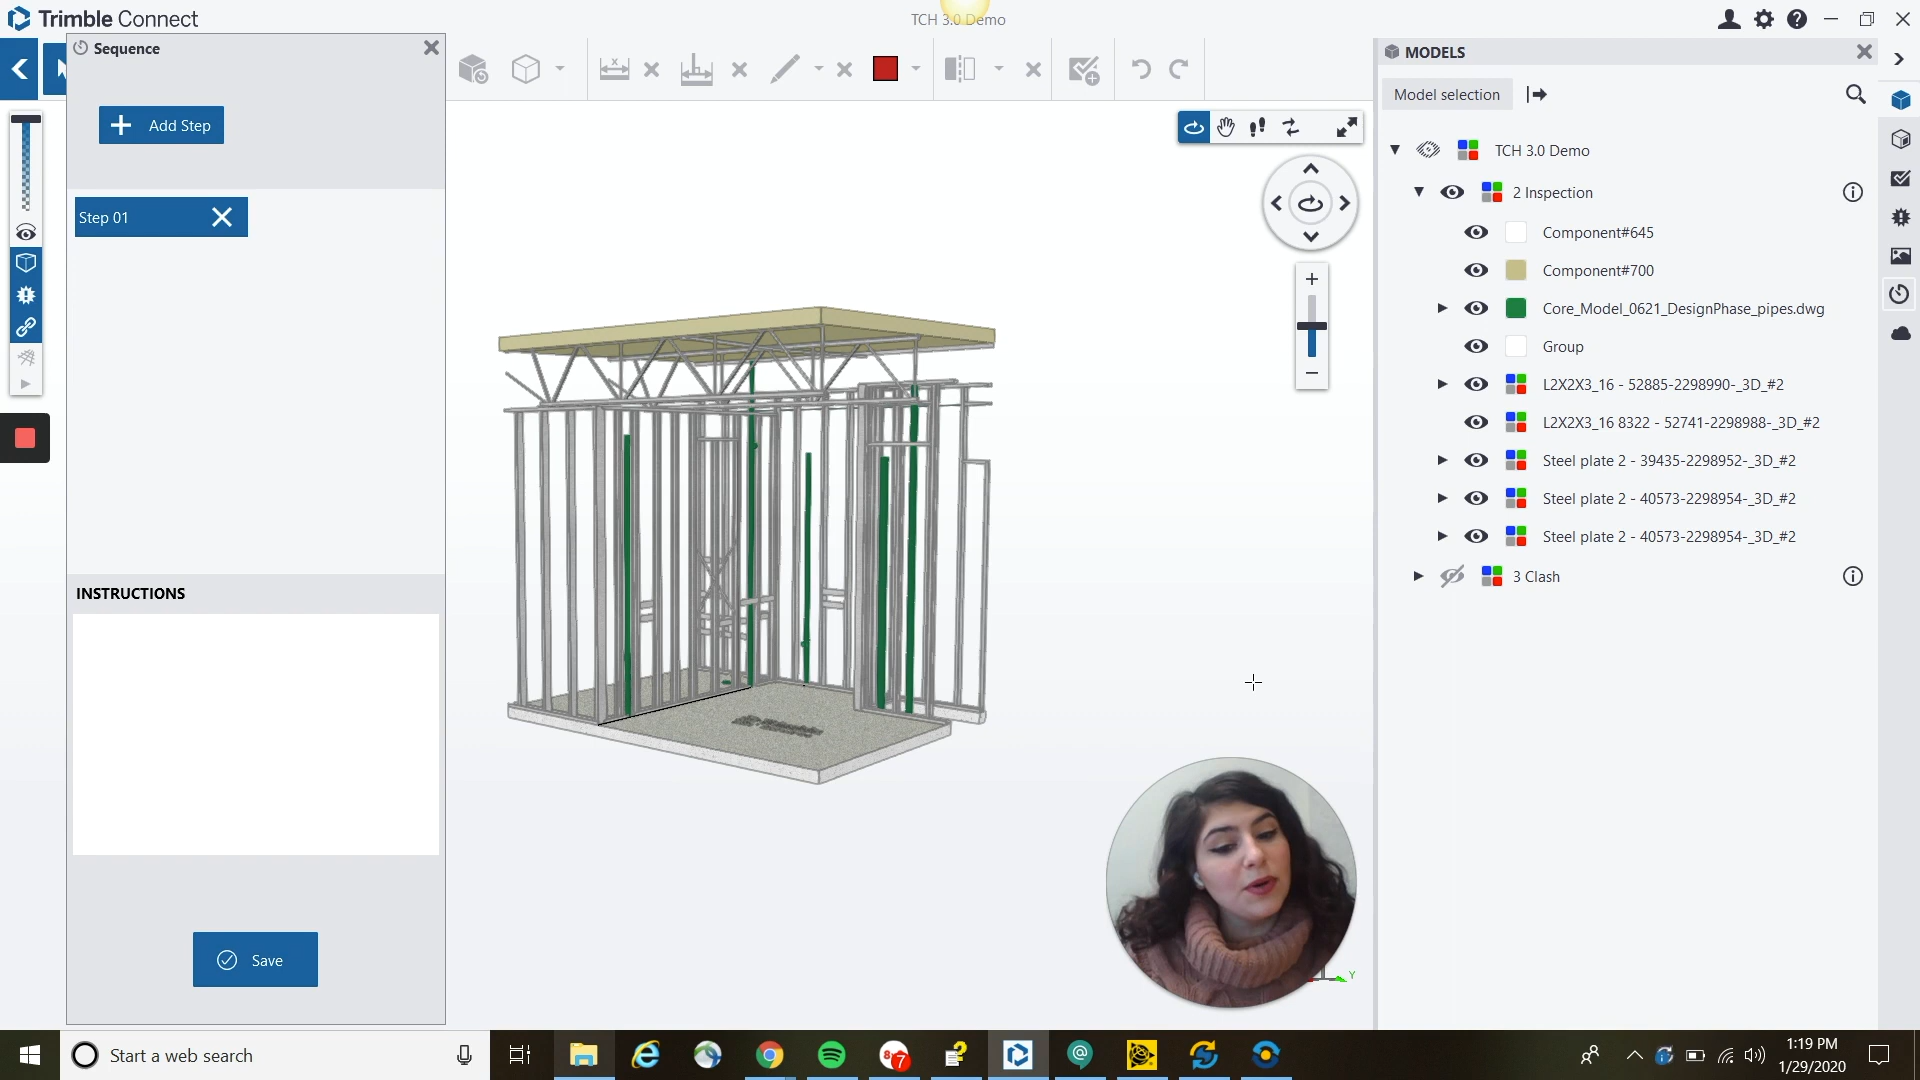 Trimble Connect
TCH 3.0 Demo
Sequence
Add Step
Step 01
INSTRUCTIONS
Save
MODELS
Model selection
TCH 3.0 Demo
2 Inspection
Component#645
Component#700
Core_Model_0621_DesignPhase_pipes.dwg
Group
L2X2X3_16 - 52885-2298990-_3D_#2
L2X2X3_16 8322 - 52741-2298988-_3D_#2
Steel plate 2 - 39435-2298952-_3D_#2
Steel plate 2 - 40573-2298954-_3D_#2
Steel plate 2 - 40573-2298954-_3D_#2
3 Clash
Y
Start a web search
1:19 PM
1/29/2020